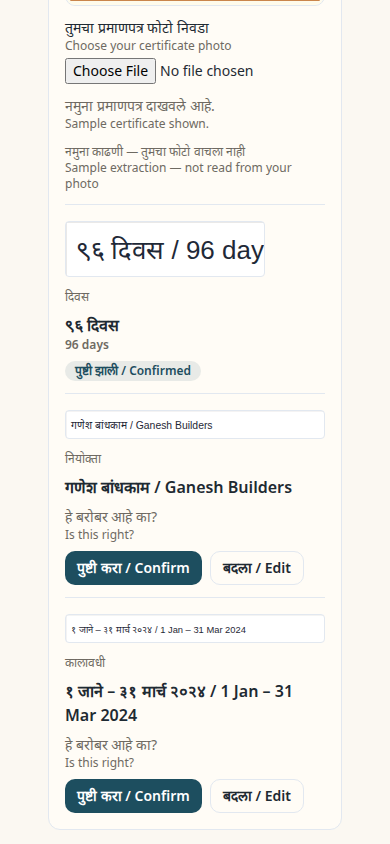 तुमचा प्रमाणपत्र फोटो निवडा
Choose your certificate photo
Choose File No file chosen
नमुना प्रमाणपत्र दाखवले आहे.
Sample certificate shown.
नमुना काढणी — तुमचा फोटो वाचला नाही
Sample extraction — not read from your
photo
९६ दिवस / 96 day
दिवस
९६ दिवस
96 days
पुष्टी झाली / Confirmed
गणेश बांधकाम / Ganesh Builders
नियोक्ता
गणेश बांधकाम / Ganesh Builders
हे बरोबर आहे का?
Is this right?
पुष्टी करा / Confirm बदला / Edit
१ जाने – ३१ मार्च २०२४ / 1 Jan – 31 Mar 2024
कालावधी
१ जाने – ३१ मार्च २०२४ / 1 Jan – 31
Mar 2024
हे बरोबर आहे का?
Is this right?
पुष्टी करा / Confirm बदला / Edit